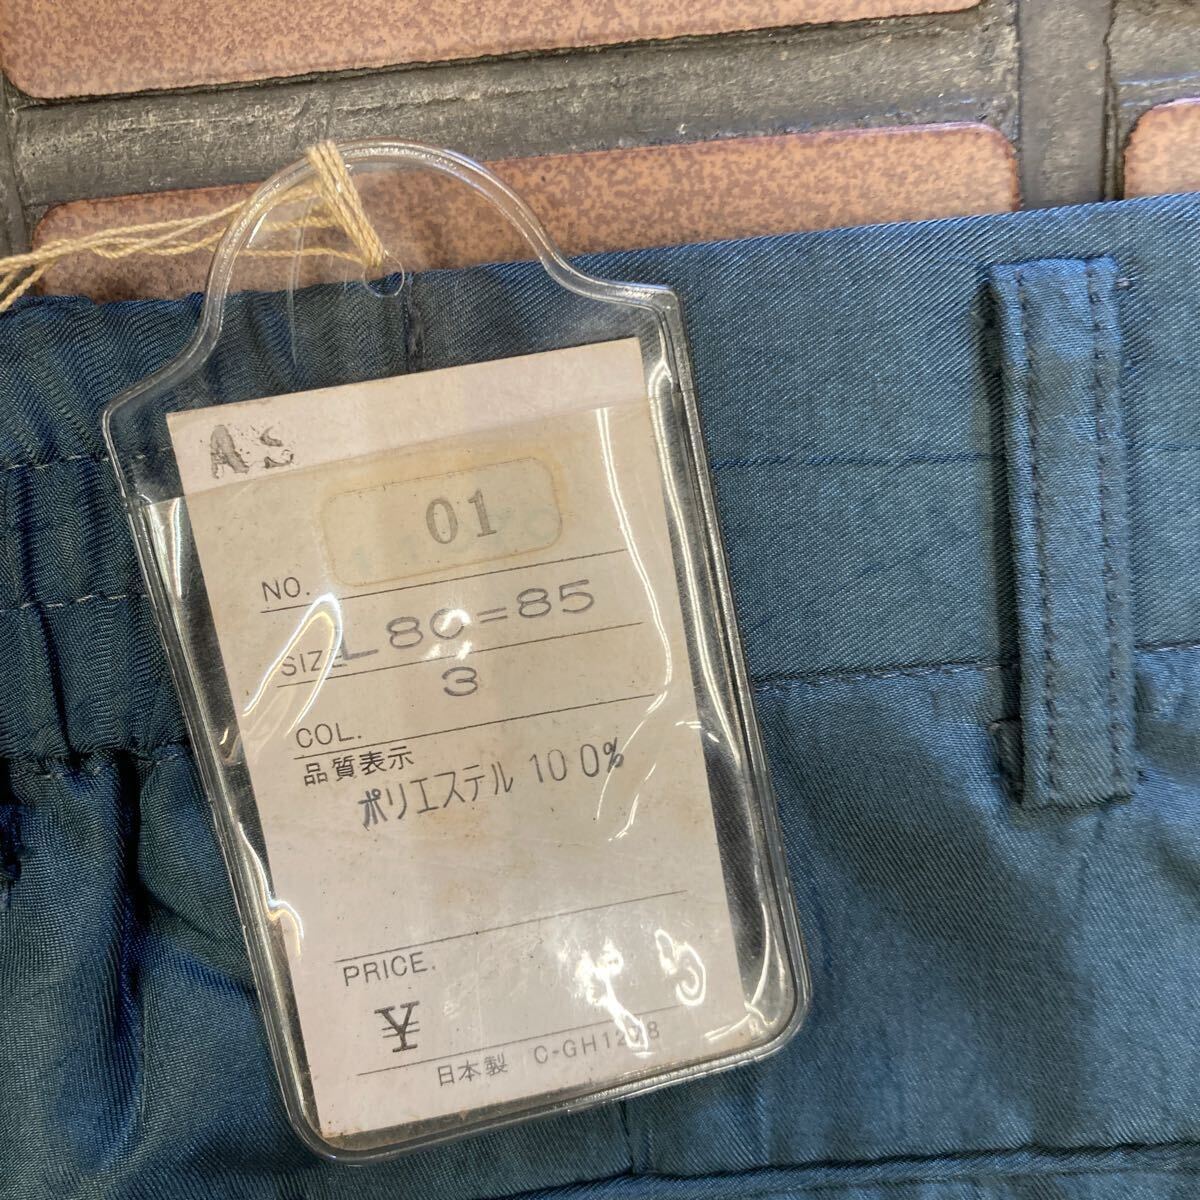 AS
01
NO.
SIZE L80=85
3
COL.
品質表示
ポリエステル 100%
PRICE.
¥
日本製